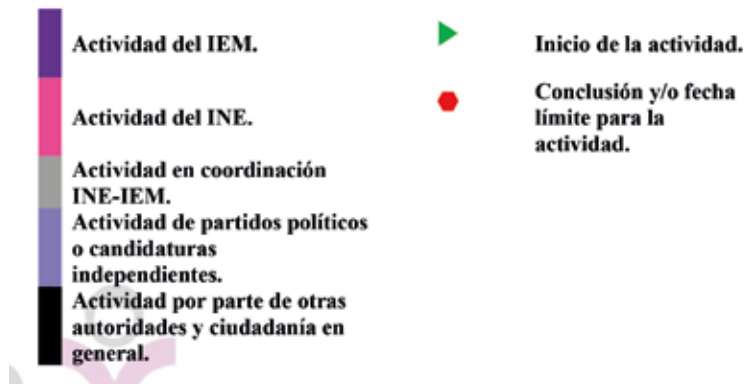 Actividad del IEM.
Actividad del INE.
Actividad en coordinación
INE-IEM.
Actividad de partidos políticos
o candidaturas
independientes.
Actividad por parte de otras
autoridades y ciudadanía en
general.
Inicio de la actividad.
Conclusión y/o fecha
límite para la
actividad.